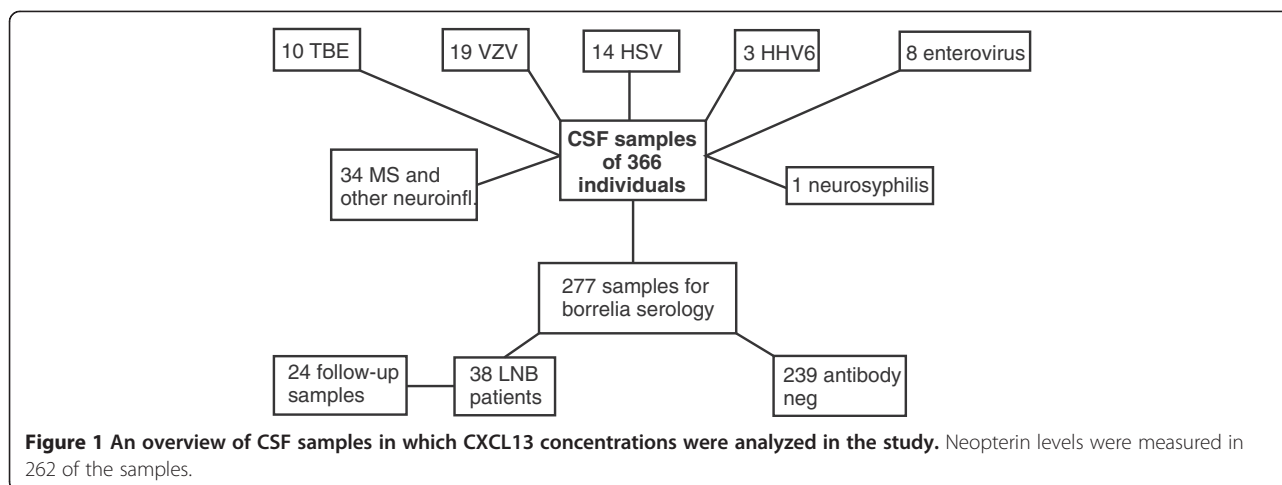 10 TBE
19 VZV
14 HSV
3 HHV6
8 enterovirus
CSF samples
of 366
individuals
34 MS and
other neuroinfl.
1 neurosyphilis
277 samples for
borrelia serology
24 follow-up
samples
38 LNB
patients
239 antibody
neg
Figure 1 An overview of CSF samples in which CXCL13 concentrations were analyzed in the study. Neopterin levels were measured in
262 of the samples.